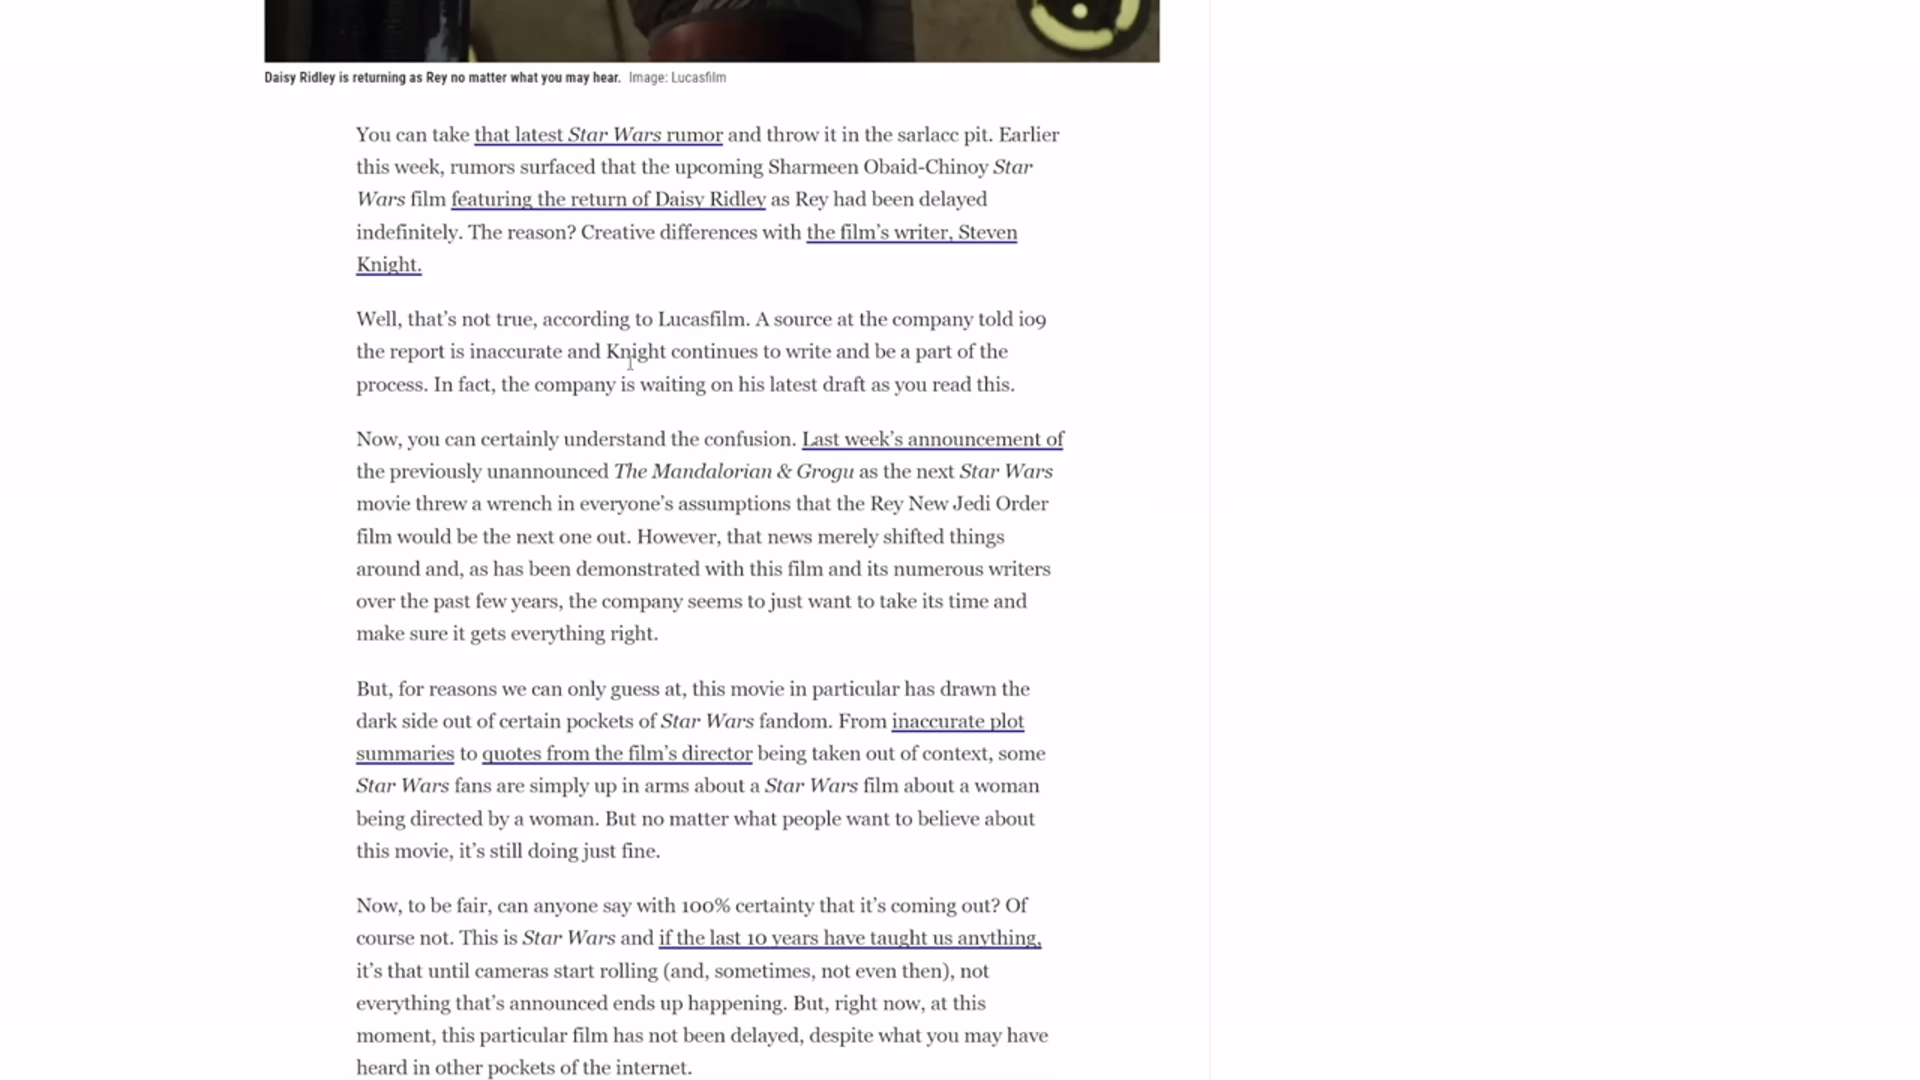 Daisy Ridley is returning as Rey no matter what you may hear. Image: Lucasfilm
You can take that latest Star Wars rumor and throw it in the sarlacc pit. Earlier
this week, rumors surfaced that the upcoming Sharmeen Obaid-Chinoy Star
Wars film featuring the return of Daisy Ridley as Rey had been delayed
indefinitely. The reason? Creative differences with the film’s writer, Steven
Knight.
Well, that’s not true, according to Lucasfilm. A source at the company told io9
the report is inaccurate and Knight continues to write and be a part of the
process. In fact, the company is waiting on his latest draft as you read this.
Now, you can certainly understand the confusion. Last week’s announcement of
the previously unannounced The Mandalorian & Grogu as the next Star Wars
movie threw a wrench in everyone’s assumptions that the Rey New Jedi Order
film would be the next one out. However, that news merely shifted things
around and, as has been demonstrated with this film and its numerous writers
over the past few years, the company seems to just want to take its time and
make sure it gets everything right.
But, for reasons we can only guess at, this movie in particular has drawn the
dark side out of certain pockets of Star Wars fandom. From inaccurate plot
summaries to quotes from the film’s director being taken out of context, some
Star Wars fans are simply up in arms about a Star Wars film about a woman
being directed by a woman. But no matter what people want to believe about
this movie, it’s still doing just fine.
Now, to be fair, can anyone say with 100% certainty that it’s coming out? Of
course not. This is Star Wars and if the last 10 years have taught us anything,
it’s that until cameras start rolling (and, sometimes, not even then), not
everything that’s announced ends up happening. But, right now, at this
moment, this particular film has not been delayed, despite what you may have
heard in other pockets of the internet.